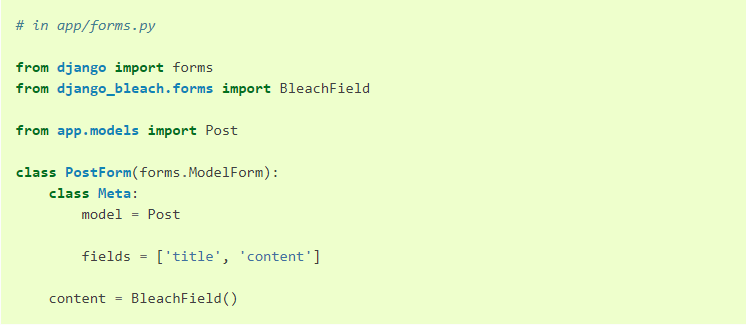 # in app/forms.py
from django import forms
from django_bleach.forms import BleachField
from app.models import Post
class PostForm(forms.ModelForm):
    class Meta:
        model = Post
        fields = ['title', 'content']
    content = BleachField()